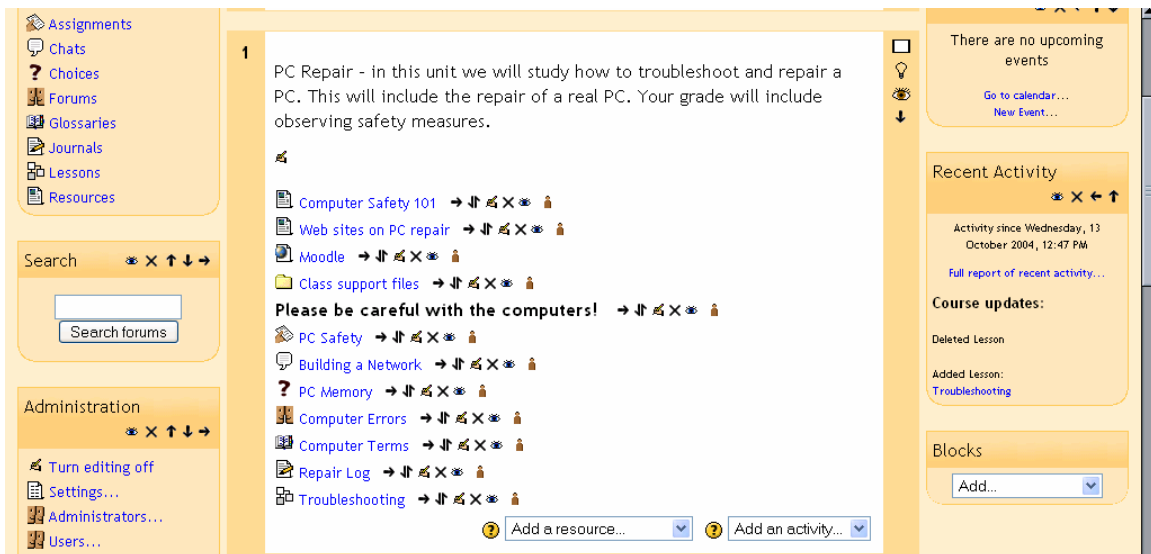 Assignments
Chats
Choices
Forums
Glossaries
Journals
Lessons
Resources
Search
Search forums
Administration
Turn editing off
Settings...
Administrators...
Users...
1
PC Repair - in this unit we will study how to troubleshoot and repair a
PC. This will include the repair of a real PC. Your grade will include
observing safety measures.
Computer Safety 101
Web sites on PC repair
Moodle
Class support files
Please be careful with the computers!
PC Safety
Building a Network
? PC Memory
Computer Errors
Computer Terms
Repair Log
Troubleshooting
? Add a resource... ? Add an activity...
There are no upcoming
events
Go to calendar...
New Event...
Recent Activity
Activity since Wednesday, 13
October 2004, 12:47 PM
Full report of recent activity...
Course updates:
Deleted Lesson
Added Lesson:
Troubleshooting
Blocks
Add...